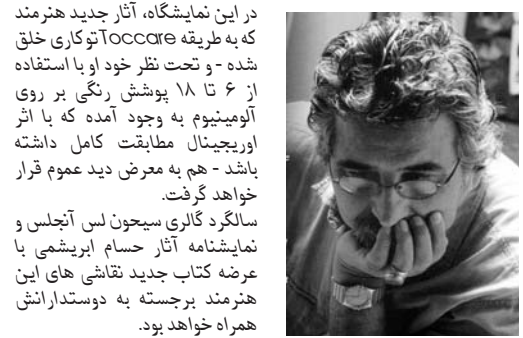 در این نمایشگاه، آثار جدید هنرمند
که به طریقه Toccare توکاری خلق
شده - و تحت نظر خود او با استفاده
از ۶ تا ۱۸ پوشش رنگی بر روی
آلومینیوم به وجود آمده که با اثر
اوریجینال مطابقت کامل داشته
باشد - هم به معرض دید عموم قرار
خواهد گرفت.
سالگرد گالری سیحون لس آنجلس و
نمایشنامه آثار حسام ابریشمی با
عرضه کتاب جدید نقاشی های این
هنرمند برجسته به دوستدارانش
همراه خواهد بود.